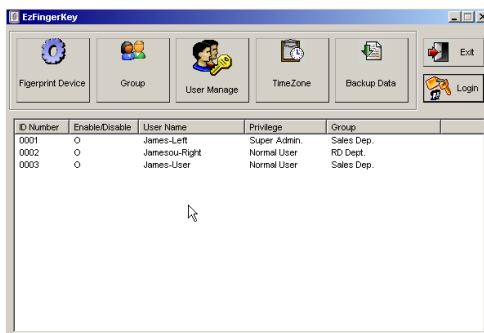 EzFingerKey
Figerprint Device
Group
User Manage
TimeZone
Backup Data
Exit
Login
ID Number Enable/Disable User Name Privilege Group
0001 O James-Left Super Admin. Sales Dep.
0002 O Jamesou-Right Normal User RD Dept.
0003 O James-User Normal User Sales Dep.